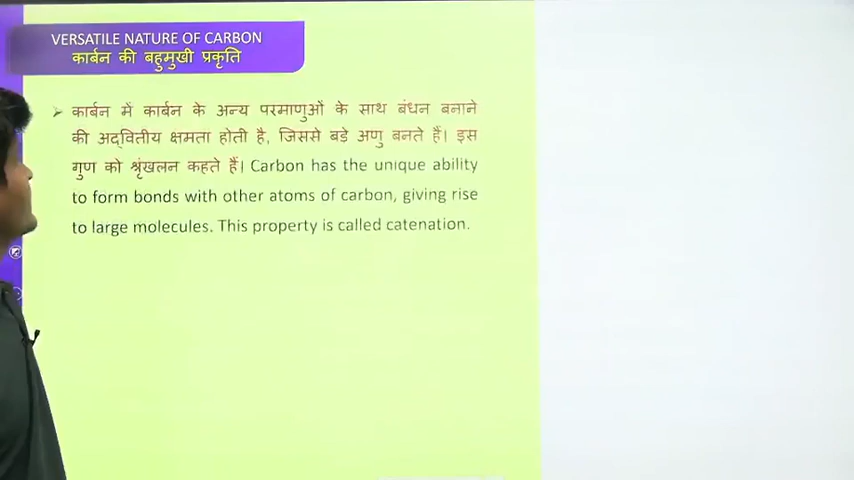 VERSATILE NATURE OF CARBON
कार्बन की बहुमुखी प्रकृति
कार्बन में कार्बन के अन्य परमाणुओं के साथ बंधन बनाने
की अद्वितीय क्षमता होती है, जिससे बड़े अणु बनते हैं। इस
गुण को श्रृंखलन कहते हैं। Carbon has the unique ability
to form bonds with other atoms of carbon, giving rise
to large molecules. This property is called catenation.